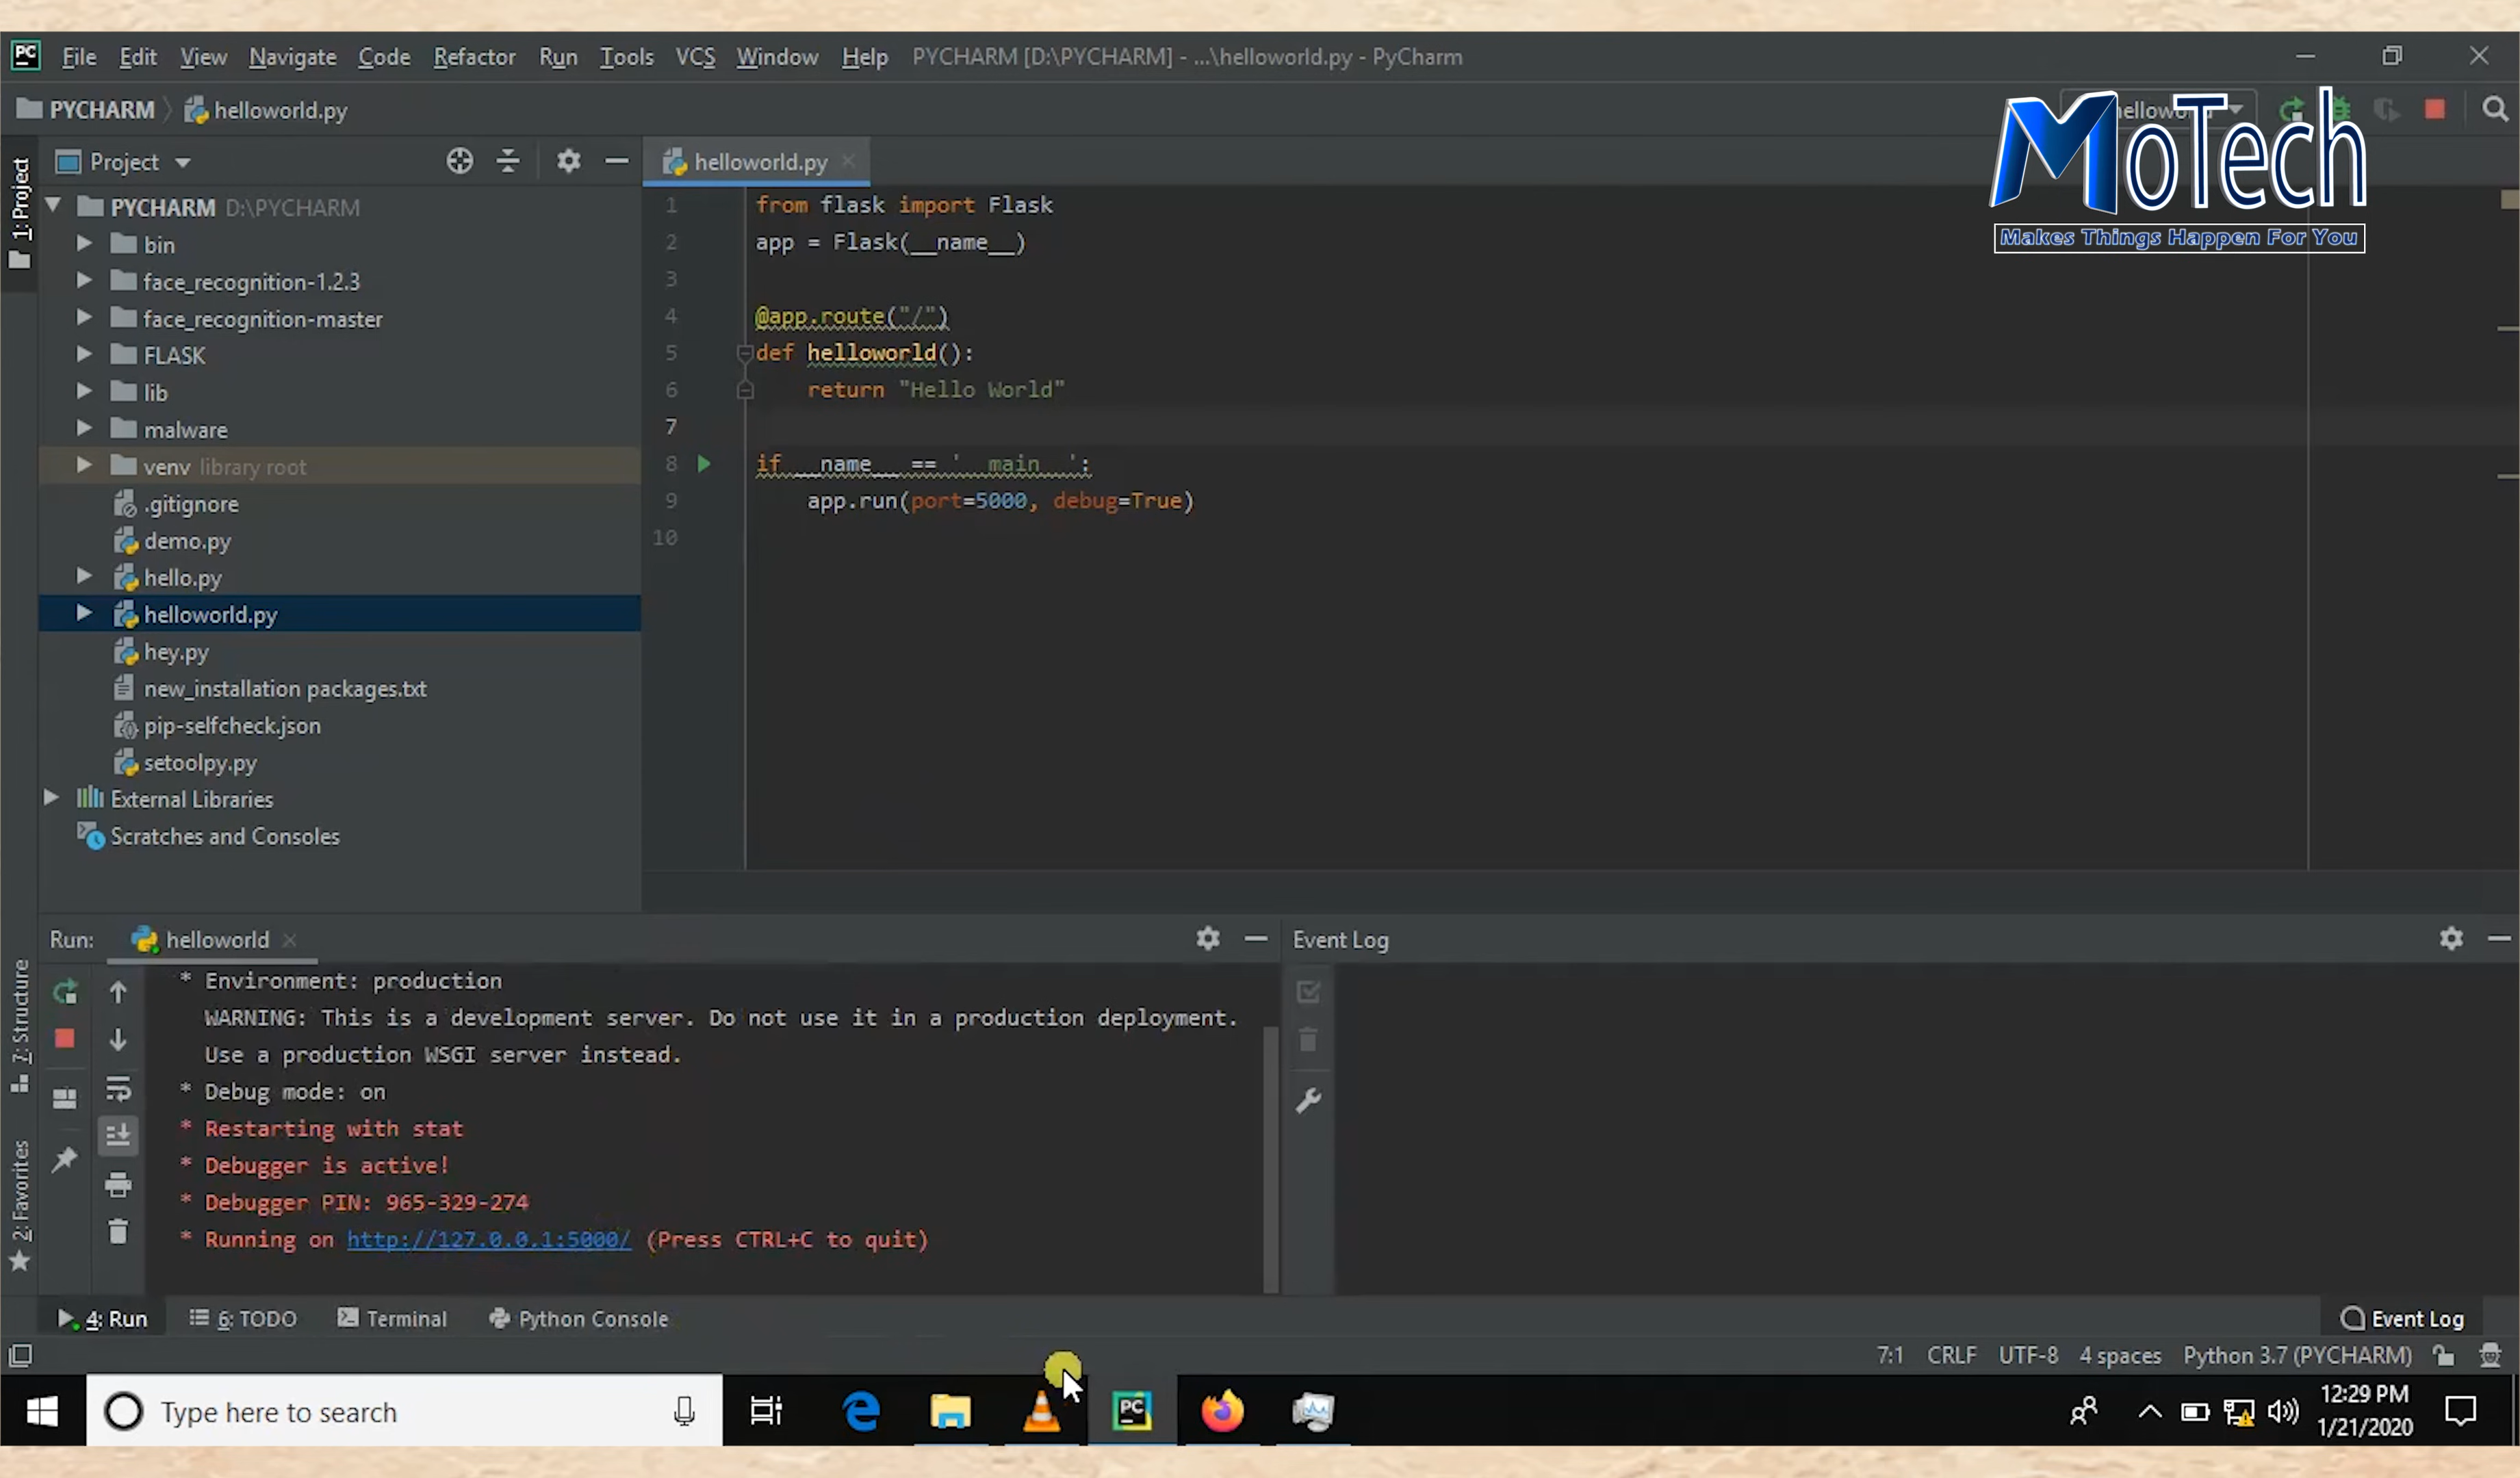 File Edit View Navigate Code Refactor Run Tools VCS Window Help PYCHARM [D:\PYCHARM] - ...\helloworld.py - PyCharm
PYCHARM helloworld.py
MoTech
Makes Things Happen For You
1: Project
Project
helloworld.py
PYCHARM D:\PYCHARM
bin
face_recognition-1.2.3
face_recognition-master
FLASK
lib
malware
venv library root
.gitignore
demo.py
hello.py
helloworld.py
hey.py
new_installation packages.txt
pip-selfcheck.json
setoolpy.py
External Libraries
Scratches and Consoles
1 from flask import Flask
2 app = Flask(__name__)
3
4 @app.route("/")
5 def helloworld():
6 return "Hello World"
7
8 if __name__ == '__main__':
9 app.run(port=5000, debug=True)
10
Run: helloworld
Event Log
7: Structure
2: Favorites
* Environment: production
WARNING: This is a development server. Do not use it in a production deployment.
Use a production WSGI server instead.
* Debug mode: on
* Restarting with stat
* Debugger is active!
* Debugger PIN: 965-329-274
* Running on http://127.0.0.1:5000/ (Press CTRL+C to quit)
4: Run 6: TODO Terminal Python Console Event Log
7:1 CRLF UTF-8 4 spaces Python 3.7 (PYCHARM)
Type here to search
12:29 PM
1/21/2020